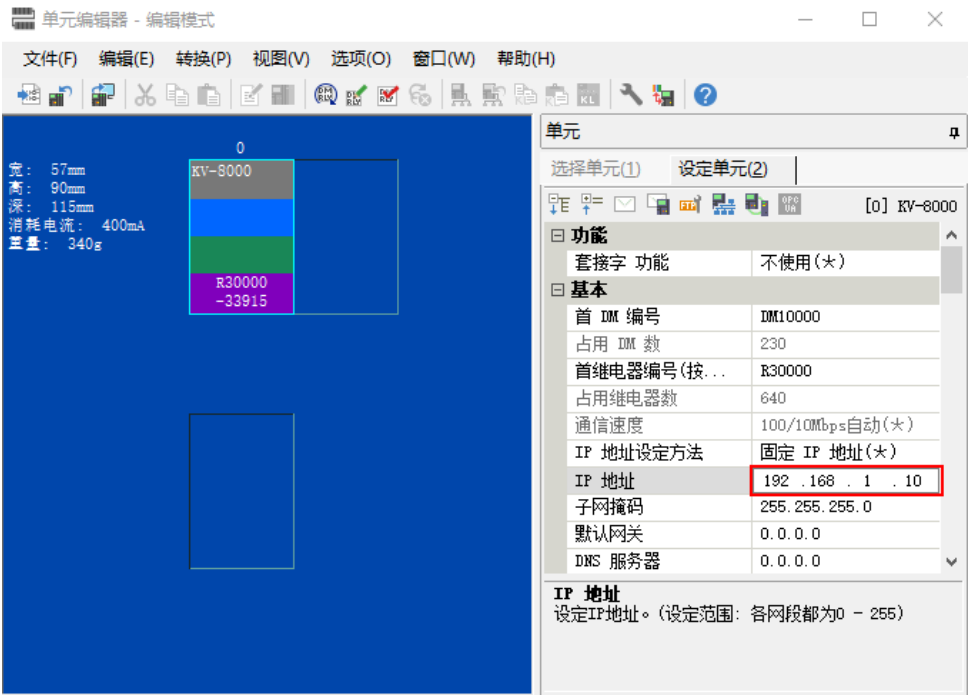 单元编辑器 - 编辑模式
文件(F) 编辑(E) 转换(P) 视图(V) 选项(O) 窗口(W) 帮助(H)
宽: 57mm
高: 90mm
深: 115mm
消耗电流: 400mA
重量: 340g
0
KV-8000
R30000
-33915
单元
选择单元(1) 设定单元(2)
[0] KV-8000
功能
套接字 功能 不使用(*)
基本
首 DM 编号 DM10000
占用 DM 数 230
首继电器编号(按... R30000
占用继电器数 640
通信速度 100/10Mbps自动(*)
IP 地址设定方法 固定 IP 地址(*)
IP 地址 192 .168 . 1 . 10
子网掩码 255.255.255.0
默认网关 0.0.0.0
DNS 服务器 0.0.0.0
IP 地址
设定IP地址。(设定范围: 各网段都为0 - 255)